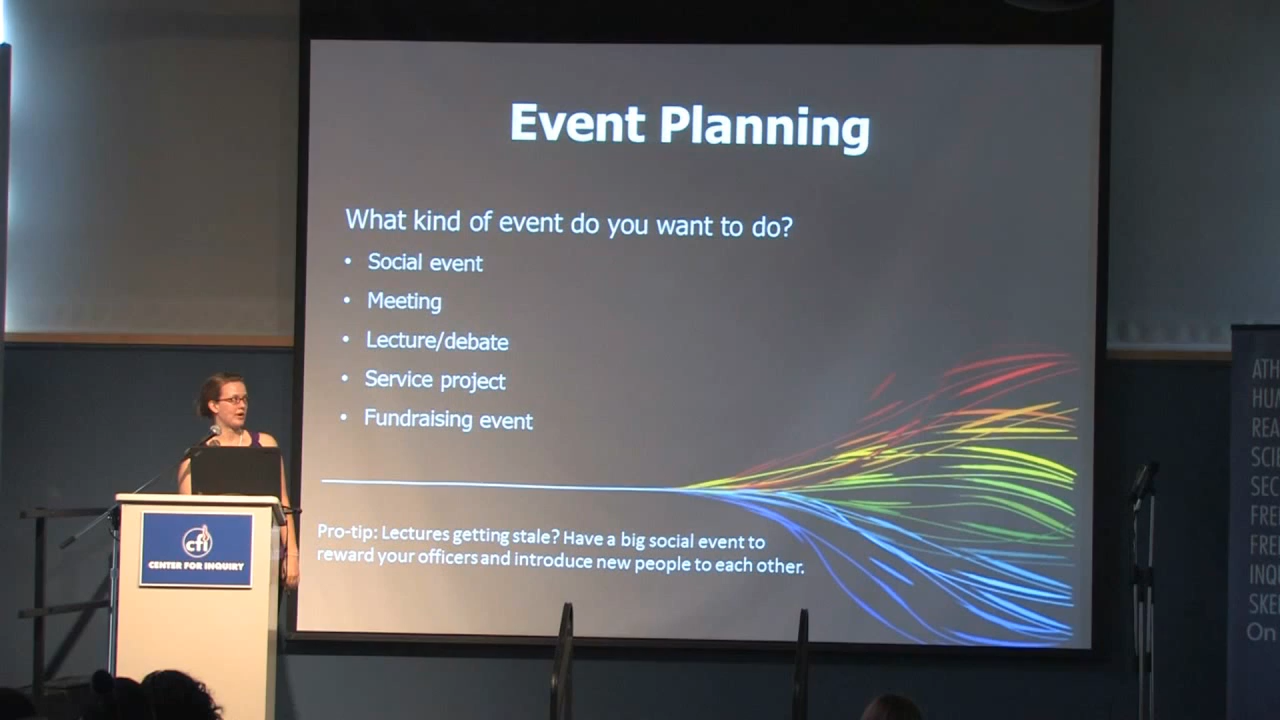 Event Planning
What kind of event do you want to do?
• Social event
• Meeting
• Lecture/debate
• Service project
• Fundraising event
Pro-tip: Lectures getting stale? Have a big social event to
reward your officers and introduce new people to each other.
cfi
CENTER FOR INQUIRY
On